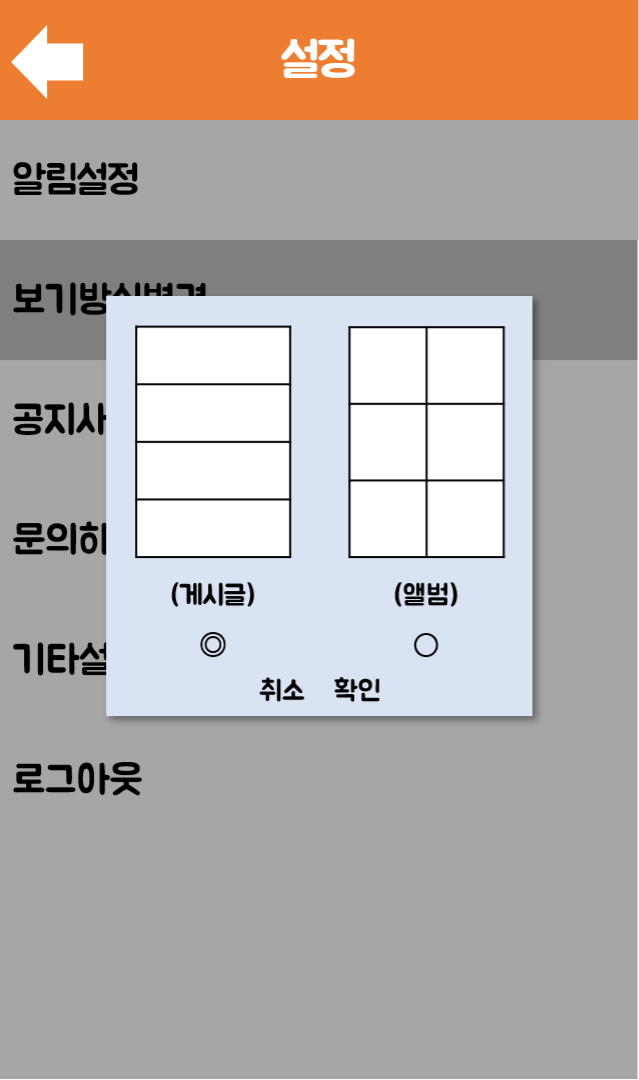 설정
알림설정
보기방식변경
공지사
문의하
기타설
(게시글) (앨범)
◎ ○
취소 확인
로그아웃